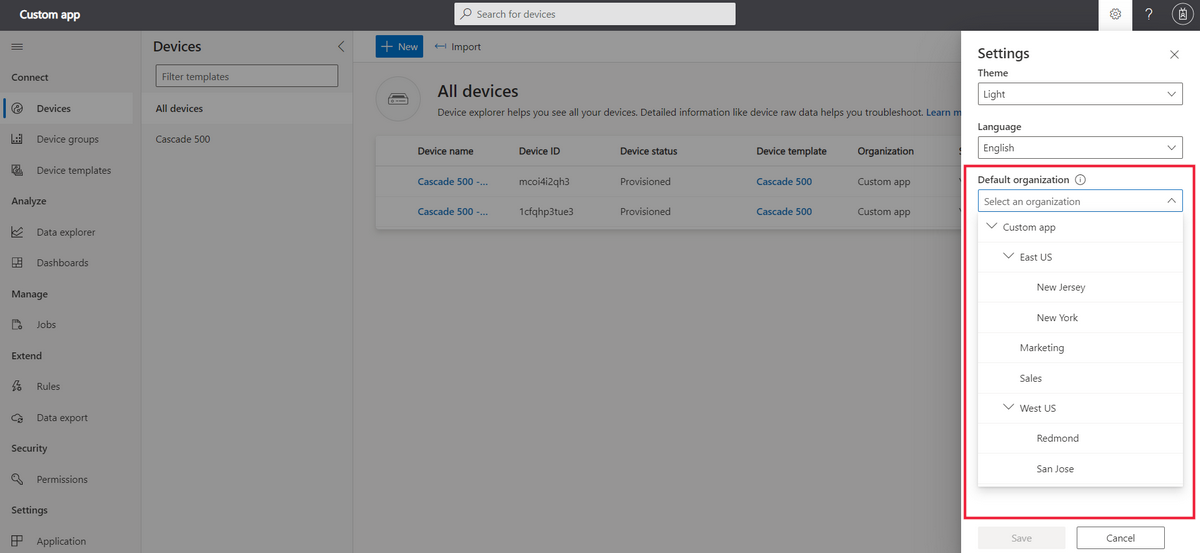 Custom app
Search for devices
?
Connect
Devices
Device groups
Device templates
Analyze
Data explorer
Dashboards
Manage
Jobs
Extend
Rules
Data export
Security
Permissions
Settings
Application
Devices
Filter templates
All devices
Cascade 500
New
Import
All devices
Device explorer helps you see all your devices. Detailed information like device raw data helps you troubleshoot. Learn m
Device name Device ID Device status Device template Organization
Cascade 500 -... mcoi4i2qh3 Provisioned Cascade 500 Custom app
Cascade 500 -... 1cfqhp3tue3 Provisioned Cascade 500 Custom app
Settings
Theme
Light
Language
English
Default organization
Select an organization
Custom app
East US
New Jersey
New York
Marketing
Sales
West US
Redmond
San Jose
Save Cancel